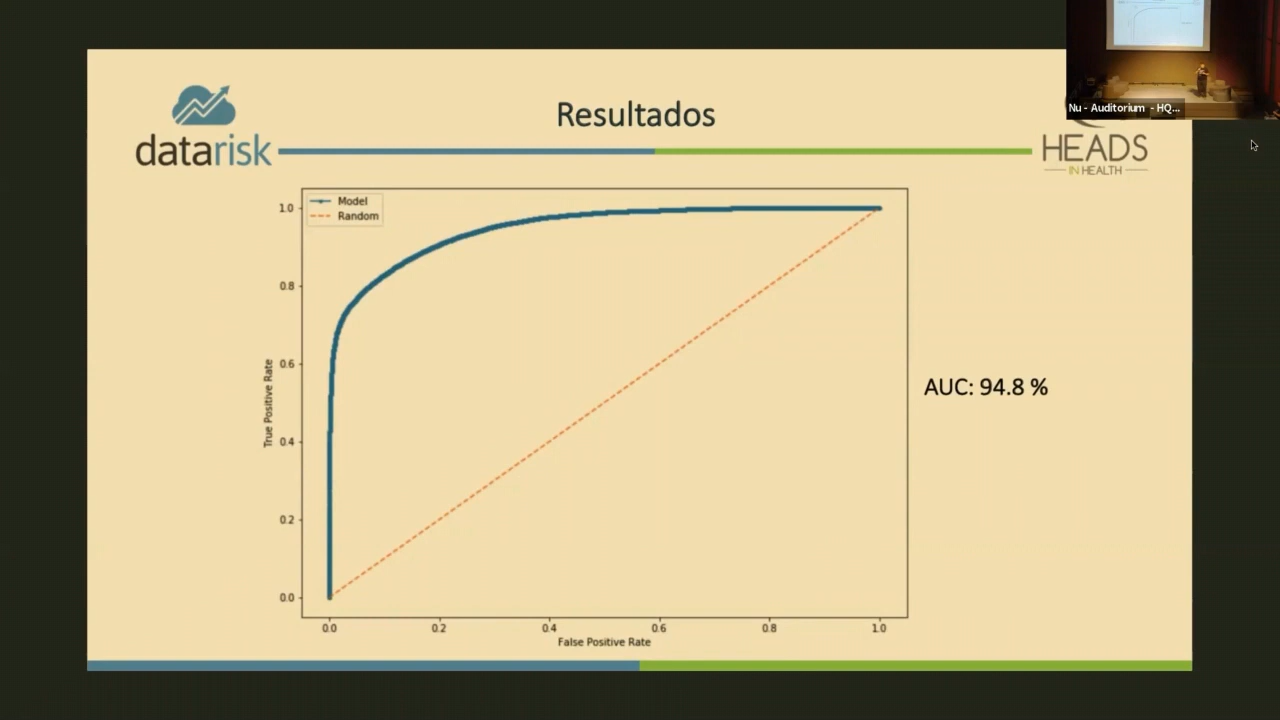 Nu - Auditorium - HQ...
Resultados
datarisk
HEADS
IN HEALTH
Model
Random
1.0
0.8
0.6
0.4
0.2
0.0
True Positive Rate
0.0 0.2 0.4 0.6 0.8 1.0
False Positive Rate
AUC: 94.8 %